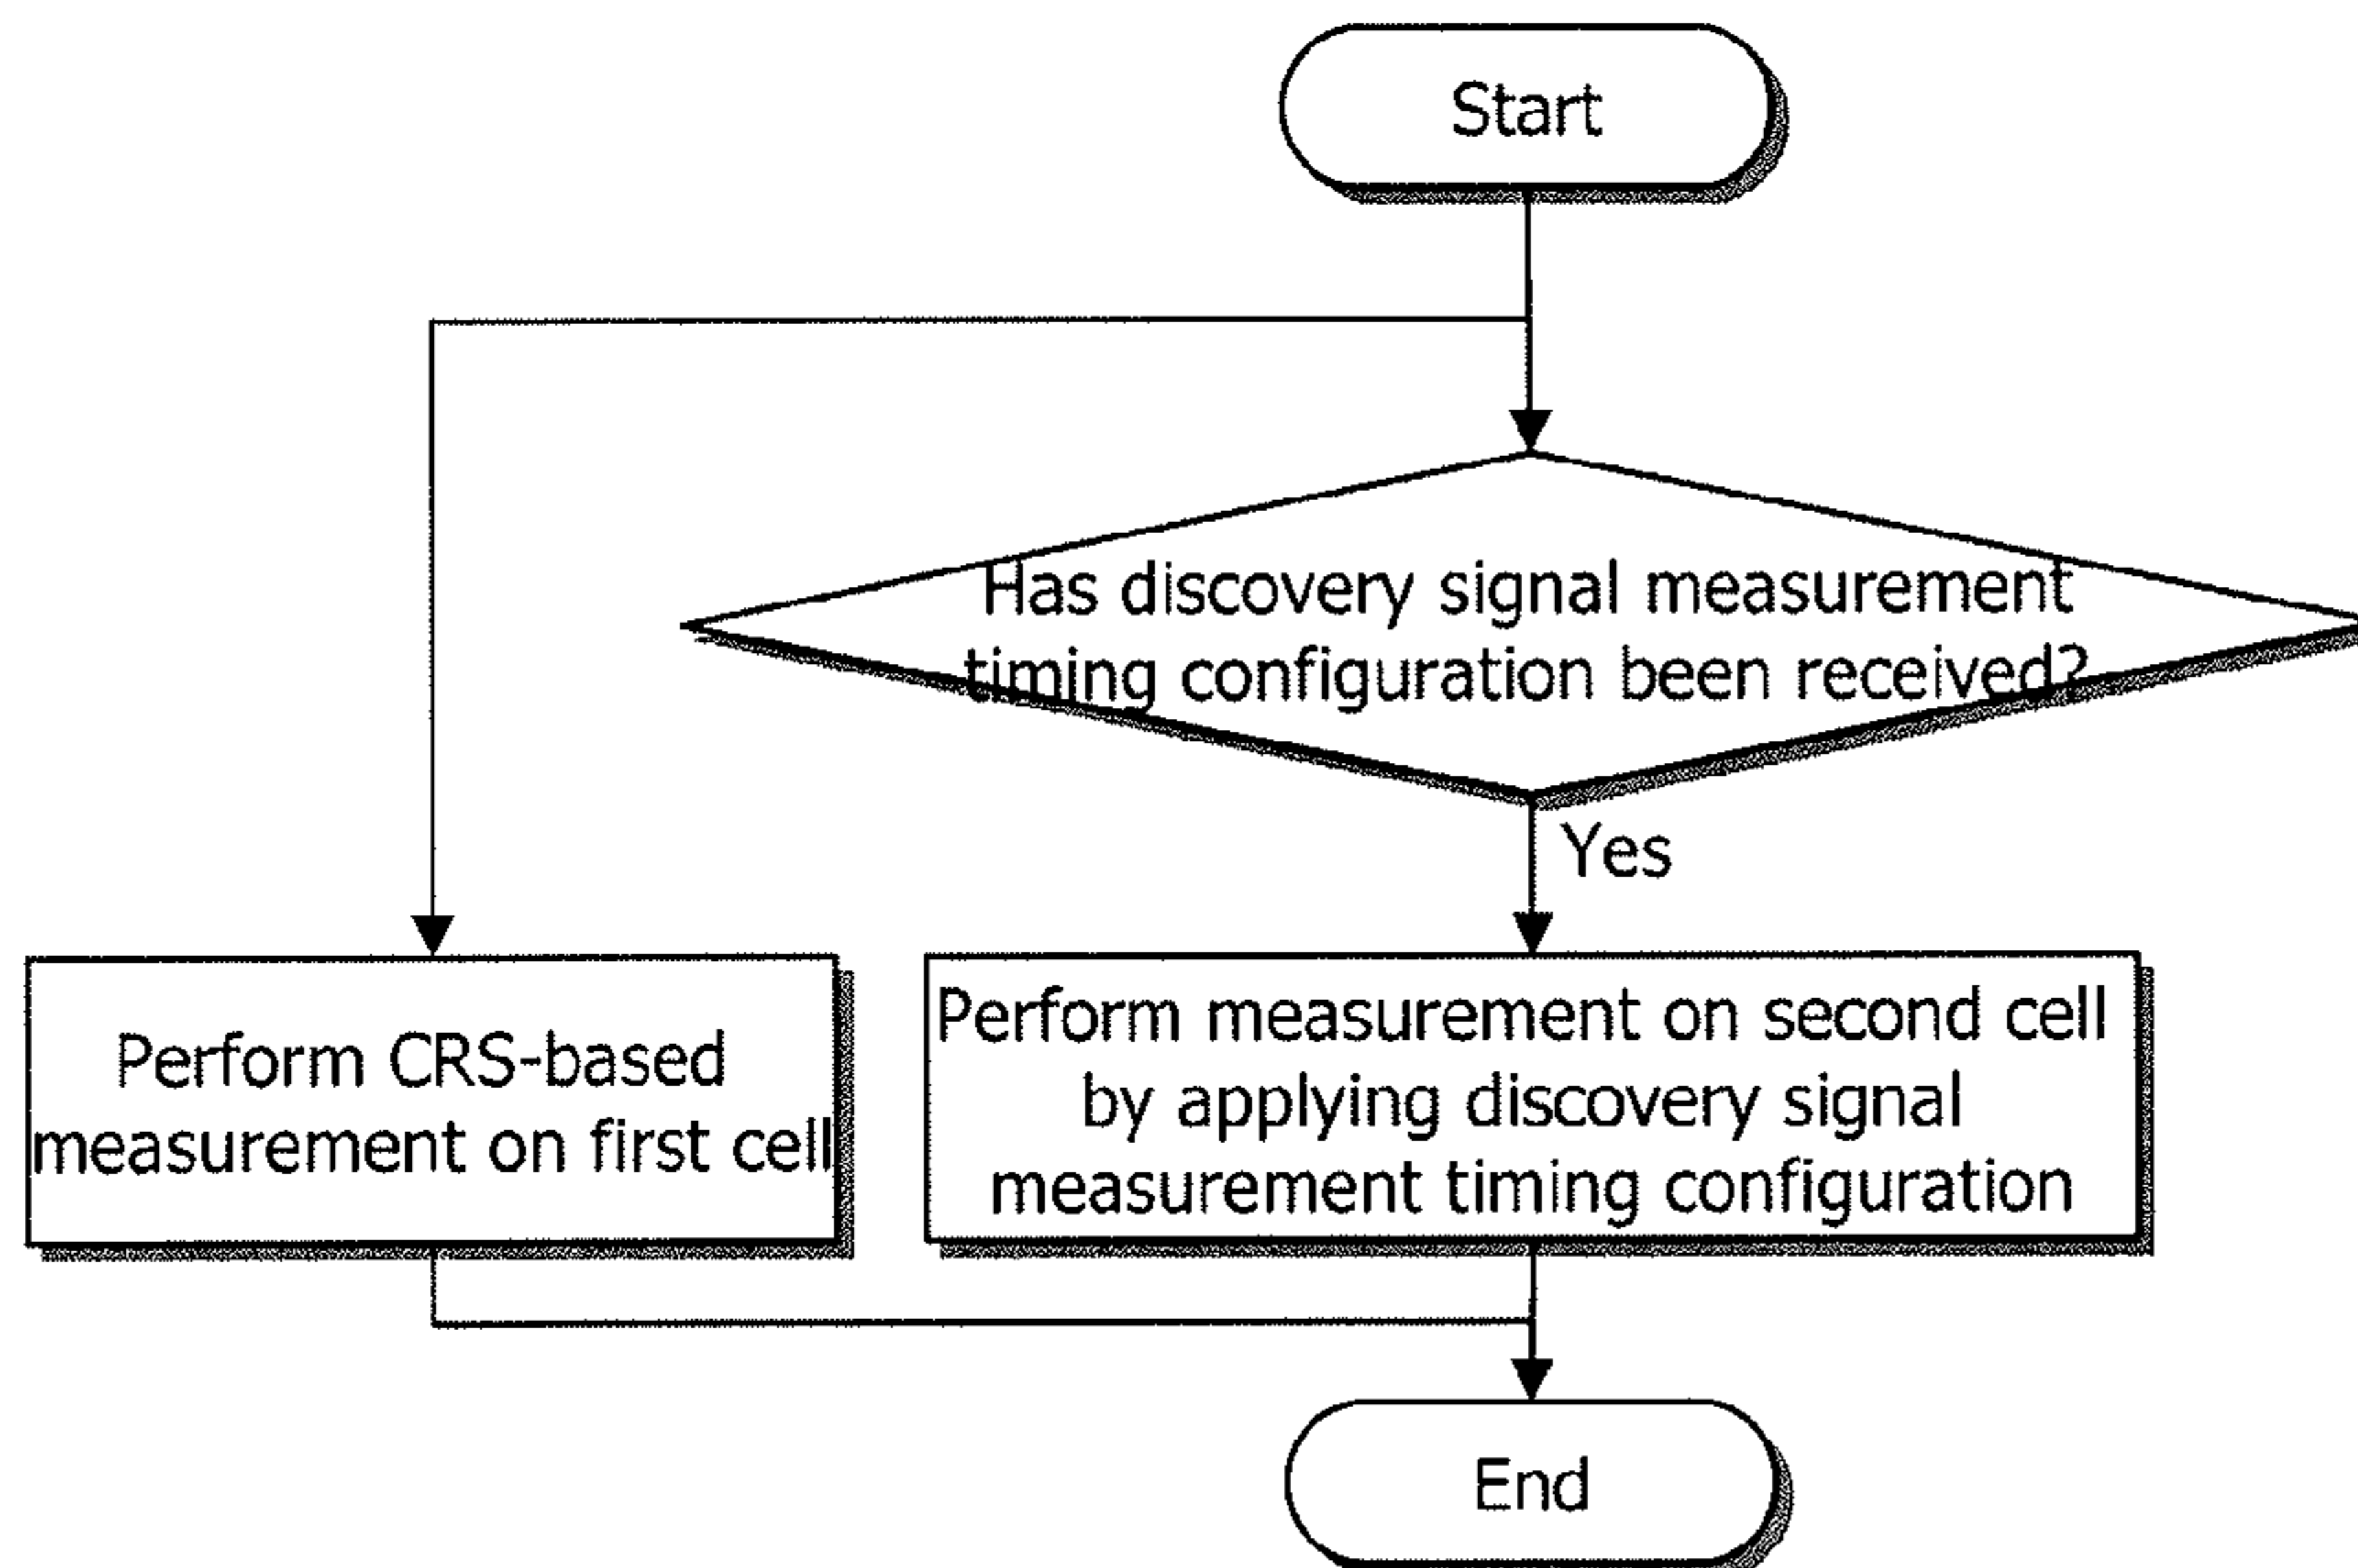 Start
Has discovery signal measurement
timing configuration been received?
Yes
Perform CRS-based
measurement on first cell
Perform measurement on second cell
by applying discovery signal
measurement timing configuration
End